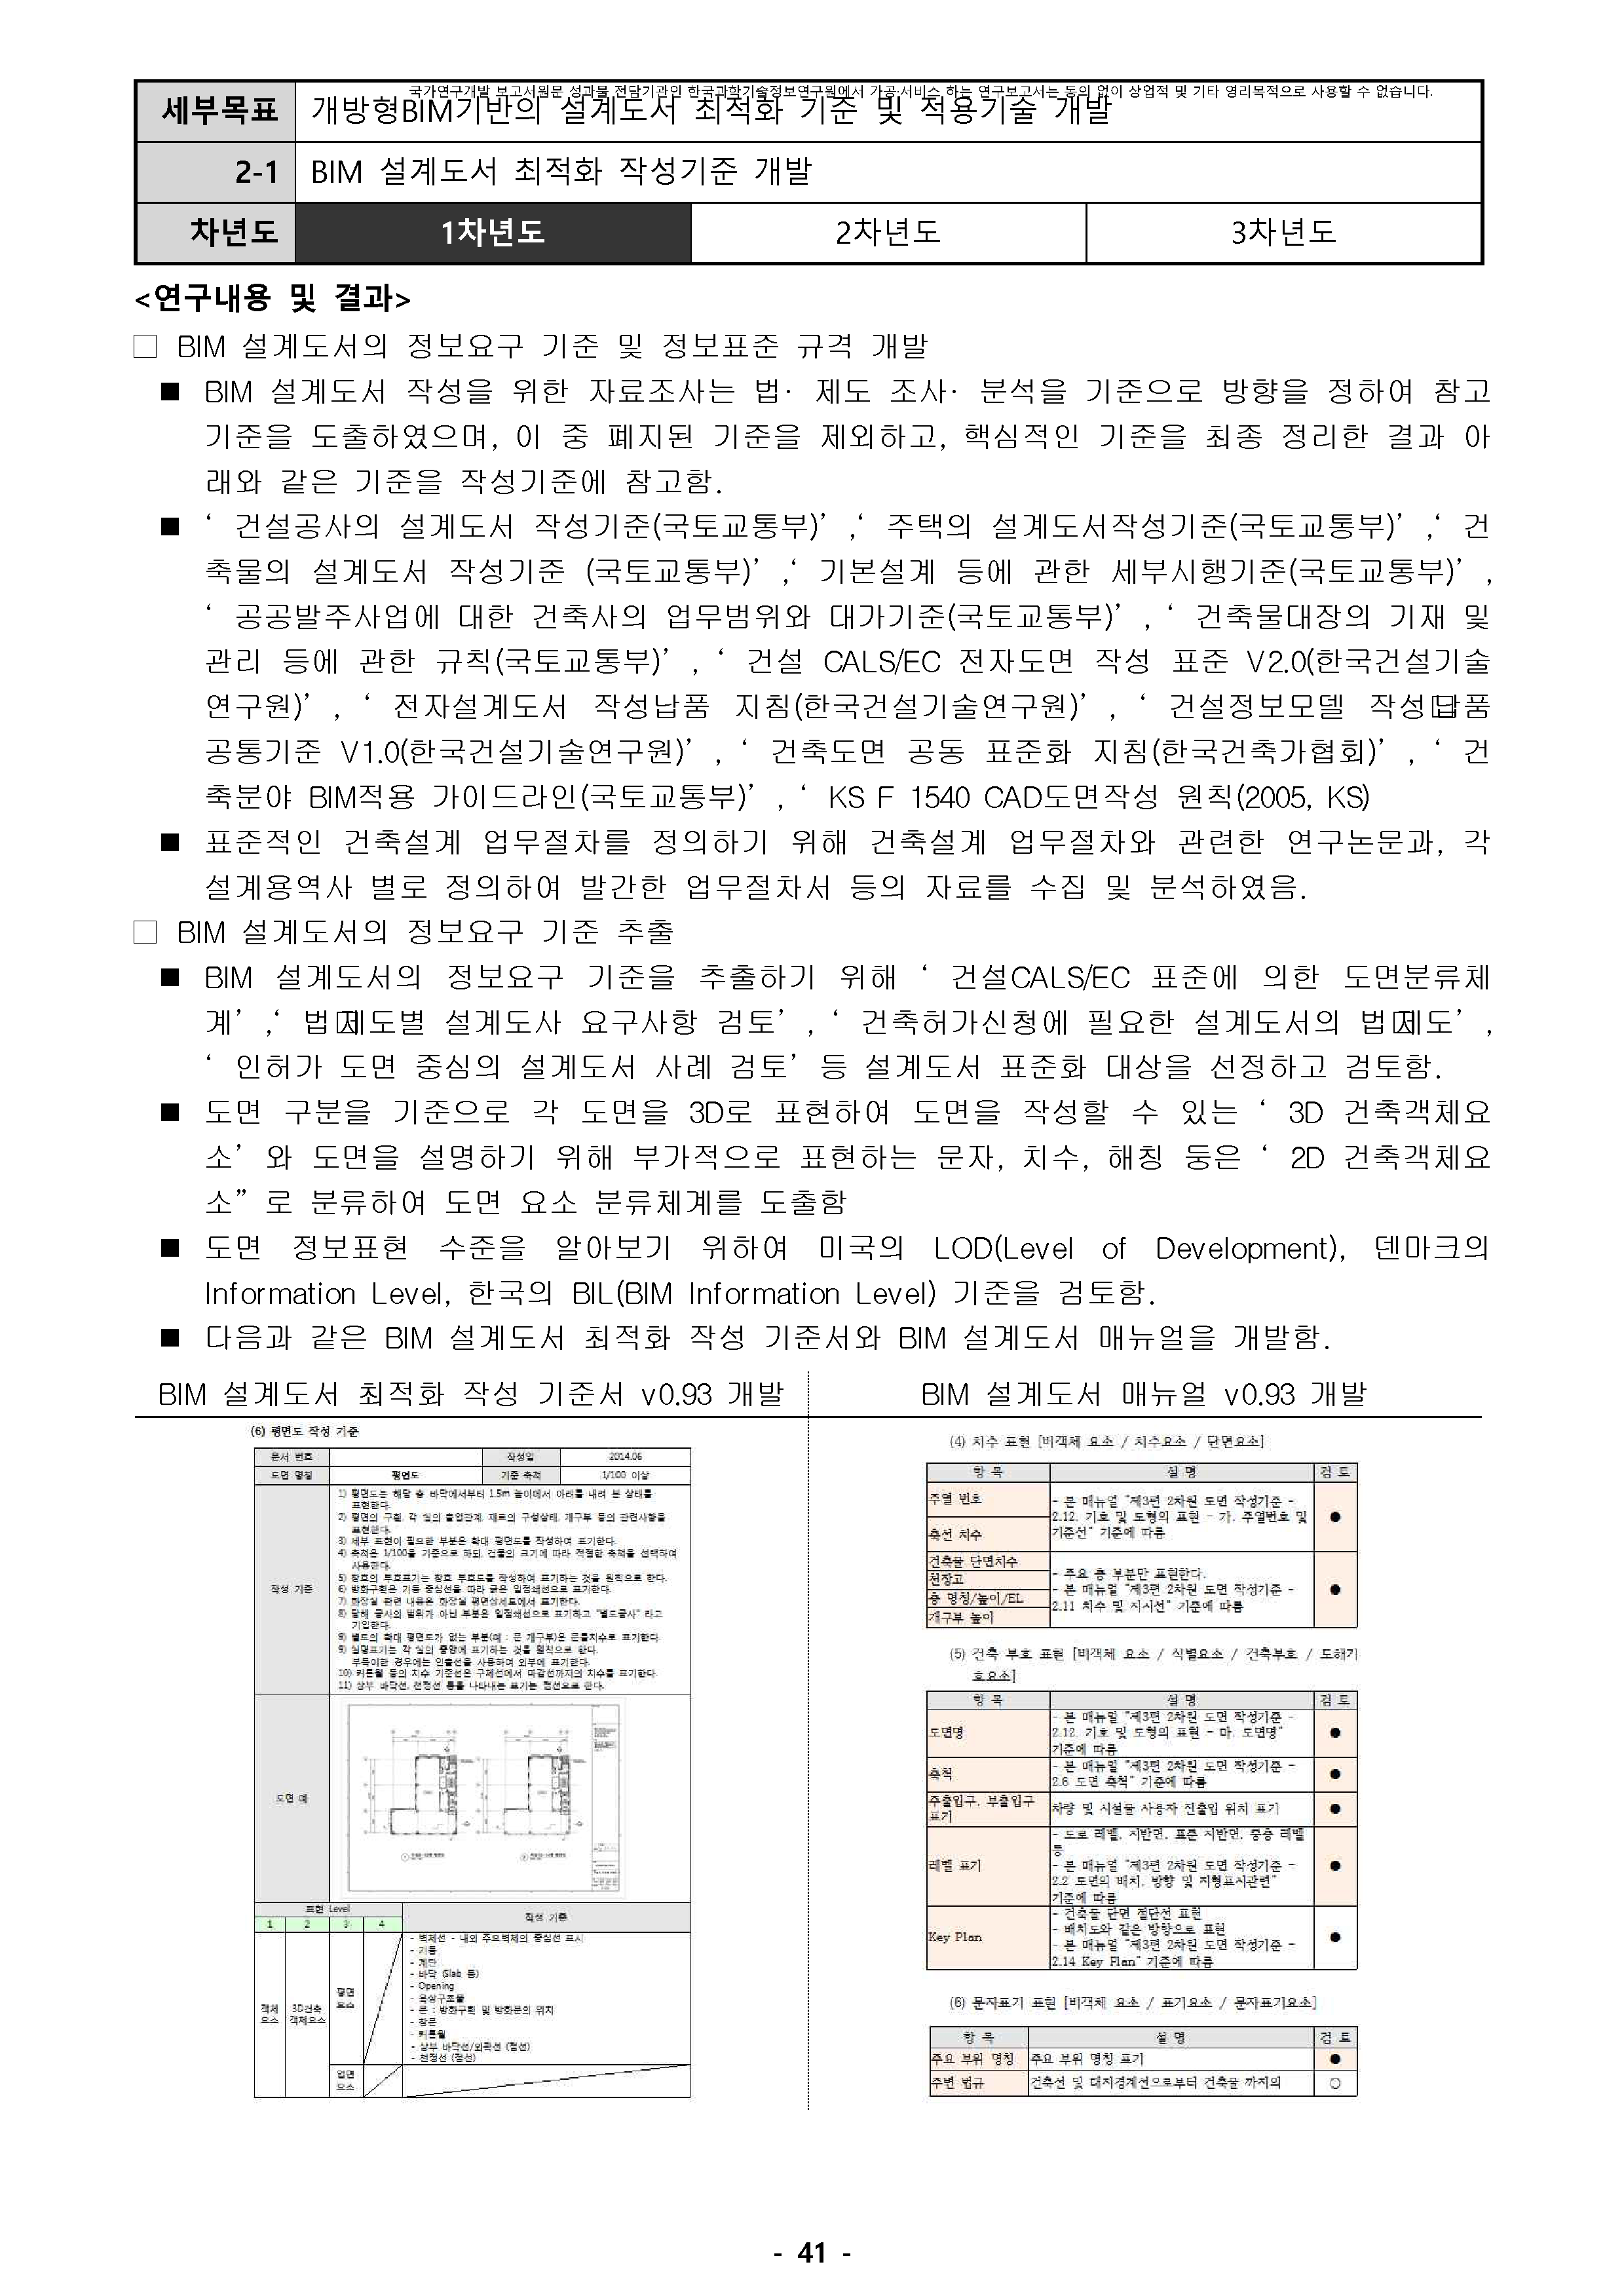 국가연구개발 보고서원문 성과물 전담기관인 한국과학기술정보연구원에서 가공·서비스 하는 연구보고서는 동의 없이 상업적 및 기타 영리목적으로 사용할 수 없습니다.
세부목표 개방형BIM기반의 설계도서 최적화 기준 및 적용기술 개발
2-1 BIM 설계도서 최적화 작성기준 개발
차년도 1차년도 2차년도 3차년도
<연구내용 및 결과>
□ BIM 설계도서의 정보요구 기준 및 정보표준 규격 개발
■ BIM 설계도서 작성을 위한 자료조사는 법· 제도 조사· 분석을 기준으로 방향을 정하여 참고
기준을 도출하였으며, 이 중 폐지된 기준을 제외하고, 핵심적인 기준을 최종 정리한 결과 아
래와 같은 기준을 작성기준에 참고함.
■ ‘ 건설공사의 설계도서 작성기준(국토교통부)’ ,‘ 주택의 설계도서작성기준(국토교통부)’ ,‘ 건
축물의 설계도서 작성기준 (국토교통부)’ ,‘ 기본설계 등에 관한 세부시행기준(국토교통부)’ ,
‘ 공공발주사업에 대한 건축사의 업무범위와 대가기준(국토교통부)’ , ‘ 건축물대장의 기재 및
관리 등에 관한 규칙(국토교통부)’ , ‘ 건설 CALS/EC 전자도면 작성 표준 V2.0(한국건설기술
연구원)’ , ‘ 전자설계도서 작성납품 지침(한국건설기술연구원)’ , ‘ 건설정보모델 작성납품
공통기준 V1.0(한국건설기술연구원)’ , ‘ 건축도면 공동 표준화 지침(한국건축가협회)’ , ‘ 건
축분야 BIM적용 가이드라인(국토교통부)’ , ‘ KS F 1540 CAD도면작성 원칙(2005, KS)
■ 표준적인 건축설계 업무절차를 정의하기 위해 건축설계 업무절차와 관련한 연구논문과, 각
설계용역사 별로 정의하여 발간한 업무절차서 등의 자료를 수집 및 분석하였음.
□ BIM 설계도서의 정보요구 기준 추출
■ BIM 설계도서의 정보요구 기준을 추출하기 위해 ‘ 건설CALS/EC 표준에 의한 도면분류체
계’ ,‘ 법제도별 설계도사 요구사항 검토’ , ‘ 건축허가신청에 필요한 설계도서의 법제도’ ,
‘ 인허가 도면 중심의 설계도서 사례 검토’ 등 설계도서 표준화 대상을 선정하고 검토함.
■ 도면 구분을 기준으로 각 도면을 3D로 표현하여 도면을 작성할 수 있는 ‘ 3D 건축객체요
소’ 와 도면을 설명하기 위해 부가적으로 표현하는 문자, 치수, 해칭 둥은 ‘ 2D 건축객체요
소” 로 분류하여 도면 요소 분류체계를 도출함
■ 도면 정보표현 수준을 알아보기 위하여 미국의 LOD(Level of Development), 덴마크의
Information Level, 한국의 BIL(BIM Information Level) 기준을 검토함.
■ 다음과 같은 BIM 설계도서 최적화 작성 기준서와 BIM 설계도서 매뉴얼을 개발함.
BIM 설계도서 최적화 작성 기준서 v0.93 개발
(6) 평면도 작성 기준
문서 번호 작성일 2014.06
도면 명칭 평면도 기준 축척 1/100 이상
작성 기준
1) 평면도는 해당 층 바닥에서부터 1.5m 높이에서 아래를 내려 본 상태를
표현한다.
2) 평면의 구획, 각 실의 출입관계, 재료의 구성상태, 개구부 등의 관련사항을
표현한다.
3) 세부 표현이 필요한 부분은 확대 평면도를 작성하여 표기한다.
4) 축척은 1/100을 기준으로 하되, 건물의 크기에 따라 적절한 축척을 선택하여
사용한다.
5) 창호의 부호표기는 창호 부호도를 작성하여 표기하는 것을 원칙으로 한다.
6) 방화구획은 기둥 중심선을 따라 굵은 일점쇄선으로 표기한다.
7) 화장실 관련 내용은 화장실 평면상세도에서 표기한다.
8) 당해 공사의 범위가 아닌 부분은 일점쇄선으로 표기하고 "별도공사" 라고
기입한다.
9) 별도의 확대 평면도가 없는 부분(예 : 문 개구부)은 문틀치수로 표기한다.
9) 실명표기는 각 실의 중앙에 표기하는 것을 원칙으로 한다.
부득이한 경우에는 인출선을 사용하여 외부에 표기한다.
10) 커튼월 등의 치수 기준선은 구체선에서 마감선까지의 치수를 표기한다.
11) 상부 바닥선, 천정선 등을 나타내는 표기는 점선으로 한다.
도면 예
표현 Level 작성 기준
1 2 3 4
객체
요소
3D건축
객체요소
평면
요소
- 벽체선 - 내외 주요벽체의 중심선 표시
- 기둥
- 계단
- 바닥 (Slab 등)
- Opening
- 옥상구조물
- 문 : 방화구획 및 방화문의 위치
- 창문
- 커튼월
- 상부 바닥선/외곽선 (점선)
- 천정선 (점선)
입면
요소
BIM 설계도서 매뉴얼 v0.93 개발
(4) 치수 표현 [비객체 요소 / 치수요소 / 단면요소]
항 목 설 명 검 토
주열 번호
축선 치수
- 본 매뉴얼 "제3편 2차원 도면 작성기준 -
2.12. 기호 및 도형의 표현 - 가. 주열번호 및
기준선" 기준에 따름
●
건축물 단면치수
천장고
층 명칭/높이/EL
개구부 높이
- 주요 층 부분만 표현한다.
- 본 매뉴얼 "제3편 2차원 도면 작성기준 -
2.11 치수 및 지시선" 기준에 따름
●
(5) 건축 부호 표현 [비객체 요소 / 식별요소 / 건축부호 / 도해기
호요소]
항 목 설 명 검 토
도면명
- 본 매뉴얼 "제3편 2차원 도면 작성기준 -
2.12. 기호 및 도형의 표현 - 마. 도면명"
기준에 따름
●
축척
- 본 매뉴얼 "제3편 2차원 도면 작성기준 -
2.6 도면 축척" 기준에 따름
●
주출입구, 부출입구
표기
차량 및 시설물 사용자 진출입 위치 표기 ●
레벨 표기
- 도로 레벨, 지반면, 표준 지반면, 중층 레벨
등
- 본 매뉴얼 "제3편 2차원 도면 작성기준 -
2.2 도면의 배치, 방향 및 지형표시관련"
기준에 따름
●
Key Plan
- 건축물 단면 절단선 표현
- 배치도와 같은 방향으로 표현
- 본 매뉴얼 "제3편 2차원 도면 작성기준 -
2.14 Key Plan" 기준에 따름
●
(6) 문자표기 표현 [비객체 요소 / 표기요소 / 문자표기요소]
항 목 설 명 검 토
주요 부위 명칭 주요 부위 명칭 표기 ●
주변 법규 건축선 및 대지경계선으로부터 건축물 까지의 ○
- 41 -